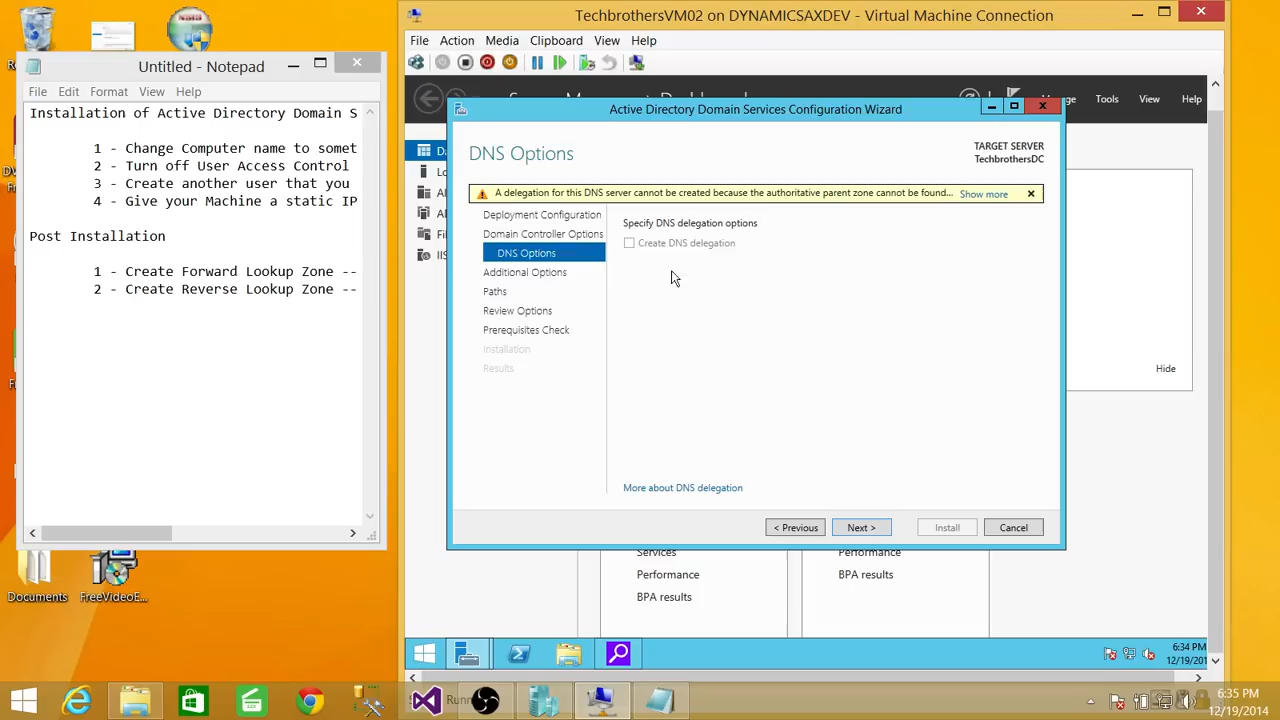 TechbrothersVM02 on DYNAMICSAXDEV - Virtual Machine Connection
File Action Media Clipboard View Help
Untitled - Notepad
File Edit Format View Help
Installation of Active Directory Domain S
1 - Change Computer name to somet
2 - Turn off User Access Control
3 - Create another user that you
4 - Give your Machine a static IP
Post Installation
1 - Create Forward Lookup Zone --
2 - Create Reverse Lookup Zone --
Tools View Help
Active Directory Domain Services Configuration Wizard
DNS Options
TARGET SERVER
TechbrothersDC
A delegation for this DNS server cannot be created because the authoritative parent zone cannot be found... Show more
Deployment Configuration
Domain Controller Options
DNS Options
Additional Options
Paths
Review Options
Prerequisites Check
Installation
Results
Specify DNS delegation options
Create DNS delegation
More about DNS delegation
< Previous
Next >
Install
Cancel
Hide
Services
Performance
BPA results
Performance
BPA results
Documents
FreeVideoE...
6:34 PM
12/19/201
6:35 PM
12/19/2014